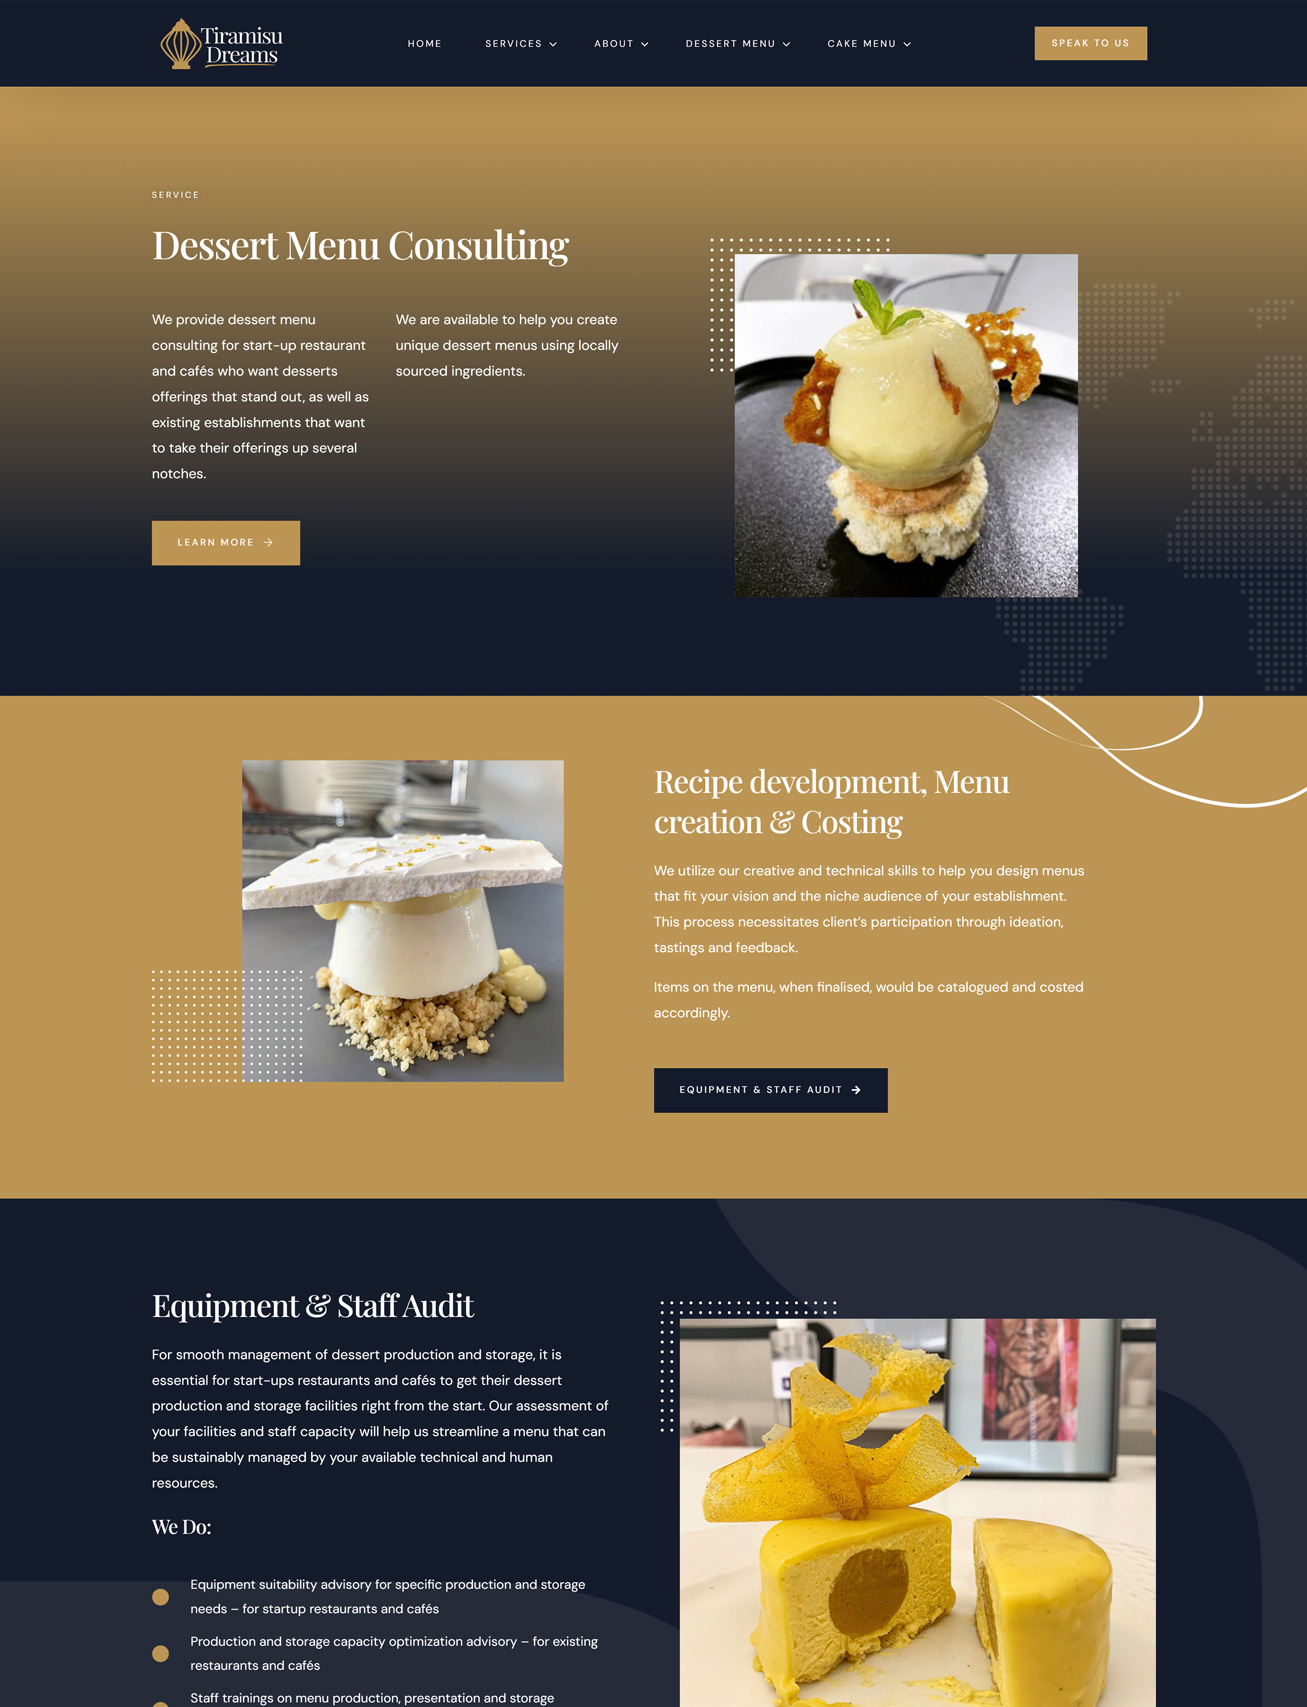 Tiramisu
Dreams
HOME
SERVICES
ABOUT
DESSERT MENU
CAKE MENU
SPEAK TO US
SERVICE
Dessert Menu Consulting
We provide dessert menu
consulting for start-up restaurant
and cafés who want desserts
offerings that stand out, as well as
existing establishments that want
to take their offerings up several
notches.
We are available to help you create
unique dessert menus using locally
sourced ingredients.
LEARN MORE
Recipe development, Menu
creation & Costing
We utilize our creative and technical skills to help you design menus
that fit your vision and the niche audience of your establishment.
This process necessitates client's participation through ideation,
tastings and feedback.
Items on the menu, when finalised, would be catalogued and costed
accordingly.
EQUIPMENT & STAFF AUDIT
Equipment & Staff Audit
For smooth management of dessert production and storage, it is
essential for start-ups restaurants and cafés to get their dessert
production and storage facilities right from the start. Our assessment of
your facilities and staff capacity will help us streamline a menu that can
be sustainably managed by your available technical and human
resources.
We Do:
Equipment suitability advisory for specific production and storage
needs – for startup restaurants and cafés
Production and storage capacity optimization advisory – for existing
restaurants and cafés
Staff trainings on menu production, presentation and storage